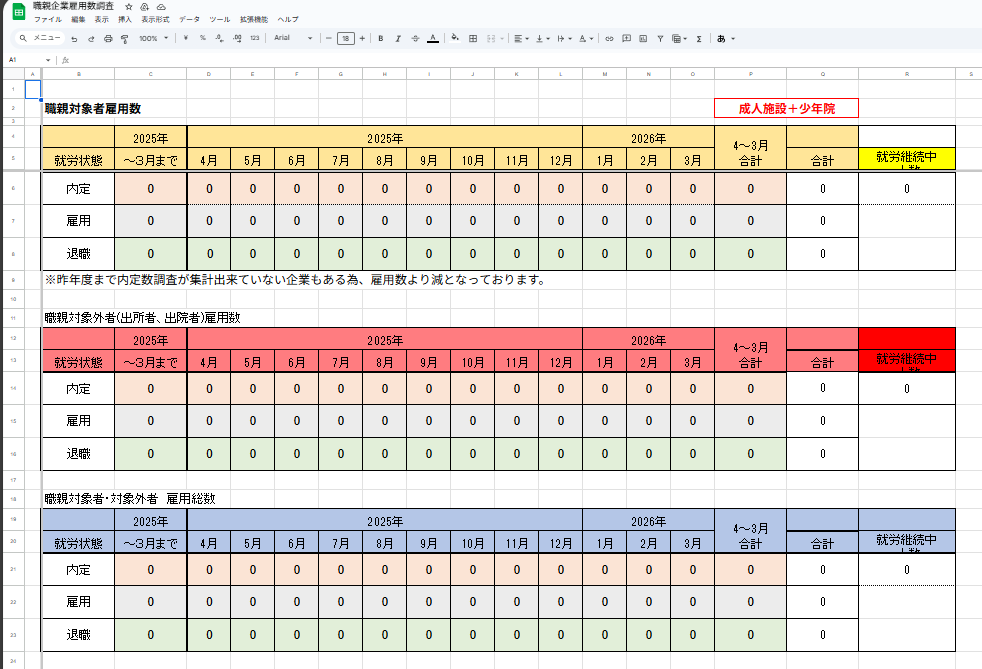 職親企業雇用数調査
ファイル 編集 表示 挿入 表示形式 データ ツール 拡張機能 ヘルプ
メニュー 100% ¥ % .0 .00 123 Arial 18 B I A Σ あ
A1 fx
A B C D E F G H I J K L M N O P Q R S
1
2 職親対象者雇用数 成人施設＋少年院
3
4 2025年 2025年 2026年 4～3月
5 就労状態 ～3月まで 4月 5月 6月 7月 8月 9月 10月 11月 12月 1月 2月 3月 合計 合計 就労継続中
6 内定 0 0 0 0 0 0 0 0 0 0 0 0 0 0 0 0
7 雇用 0 0 0 0 0 0 0 0 0 0 0 0 0 0 0
8 退職 0 0 0 0 0 0 0 0 0 0 0 0 0 0 0
9 ※昨年度まで内定数調査が集計出来ていない企業もある為、雇用数より減となっております。
10
11 職親対象外者(出所者、出院者)雇用数
12 2025年 2025年 2026年 4～3月
13 就労状態 ～3月まで 4月 5月 6月 7月 8月 9月 10月 11月 12月 1月 2月 3月 合計 合計 就労継続中
14 内定 0 0 0 0 0 0 0 0 0 0 0 0 0 0 0 0
15 雇用 0 0 0 0 0 0 0 0 0 0 0 0 0 0 0
16 退職 0 0 0 0 0 0 0 0 0 0 0 0 0 0 0
17
18 職親対象者・対象外者　雇用総数
19 2025年 2025年 2026年 4～3月
20 就労状態 ～3月まで 4月 5月 6月 7月 8月 9月 10月 11月 12月 1月 2月 3月 合計 合計 就労継続中
21 内定 0 0 0 0 0 0 0 0 0 0 0 0 0 0 0 0
22 雇用 0 0 0 0 0 0 0 0 0 0 0 0 0 0 0
23 退職 0 0 0 0 0 0 0 0 0 0 0 0 0 0 0
24